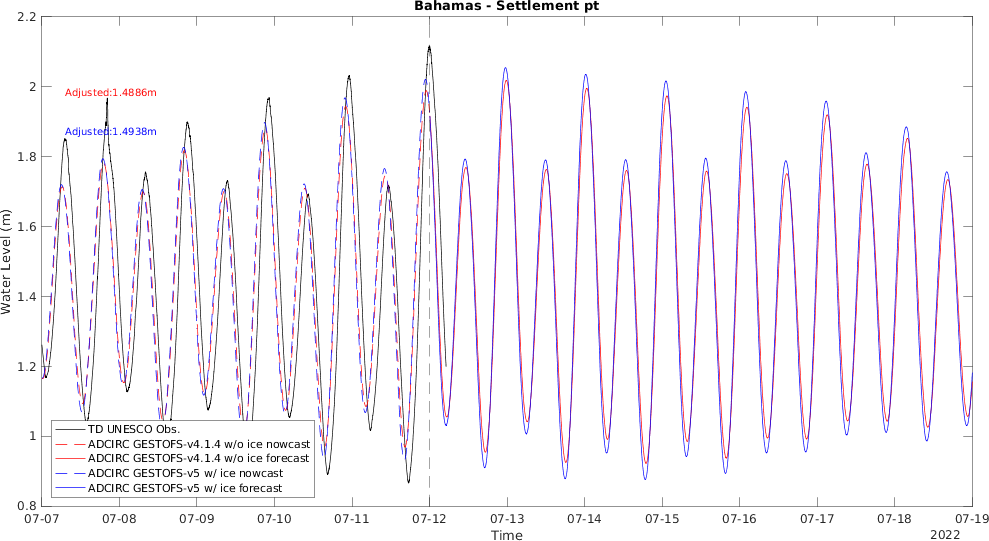 Bahamas - Settlement pt
2.2
2
1.8
1.6
1.4
1.2
1
0.8
Water Level (m)
Adjusted:1.4886m
Adjusted:1.4938m
TD UNESCO Obs.
ADCIRC GESTOFS-v4.1.4 w/o ice nowcast
ADCIRC GESTOFS-v4.1.4 w/o ice forecast
ADCIRC GESTOFS-v5 w/ ice nowcast
ADCIRC GESTOFS-v5 w/ ice forecast
07-07 07-08 07-09 07-10 07-11 07-12 07-13 07-14 07-15 07-16 07-17 07-18 07-19
Time
2022